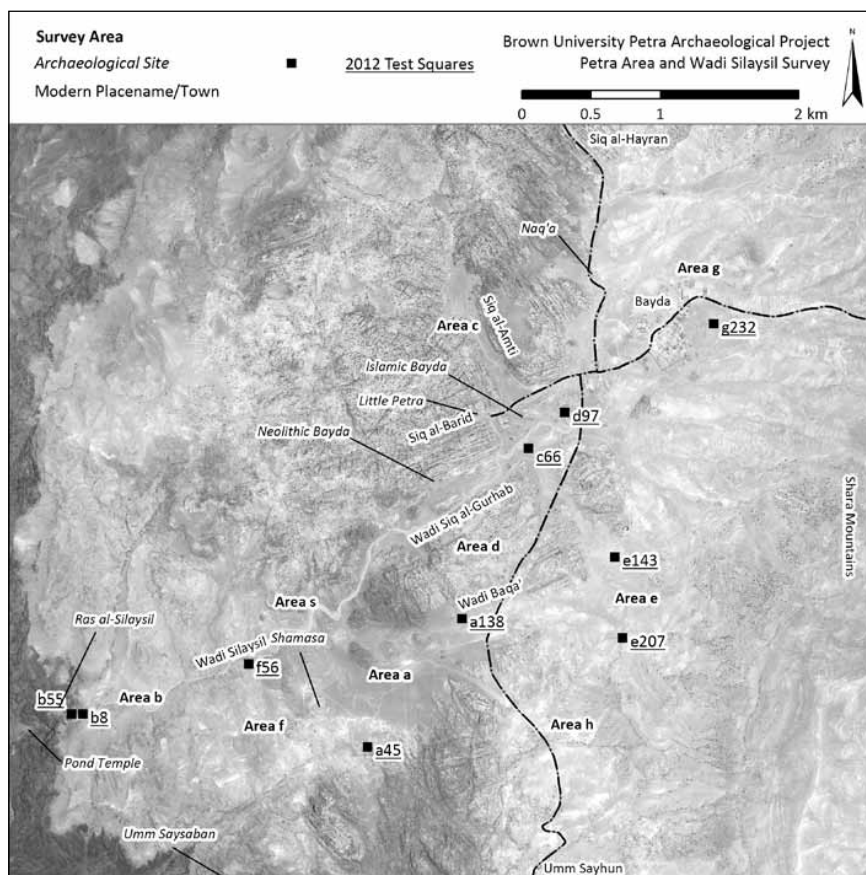 Survey Area
Archaeological Site
Modern Placename/Town
2012 Test Squares
Brown University Petra Archaeological Project
Petra Area and Wadi Silaysil Survey
N
0 0.5 1 2 km
Siq al-Hayran
Naq'a
Area g
Bayda
g232
Siq al-Amti
Area c
Islamic Bayda
Little Petra
Siq al-Barid
d97
Neolithic Bayda
c66
Shara Mountains
Wadi Siq al-Gurhab
Area d
e143
Wadi Baqa'
Area e
Area s
a138
Ras al-Silaysil
Shamasa
e207
Wadi Silaysil
f56
Area a
b55
Area b
b8
Area f
Area h
a45
Pond Temple
Umm Saysaban
Umm Sayhun